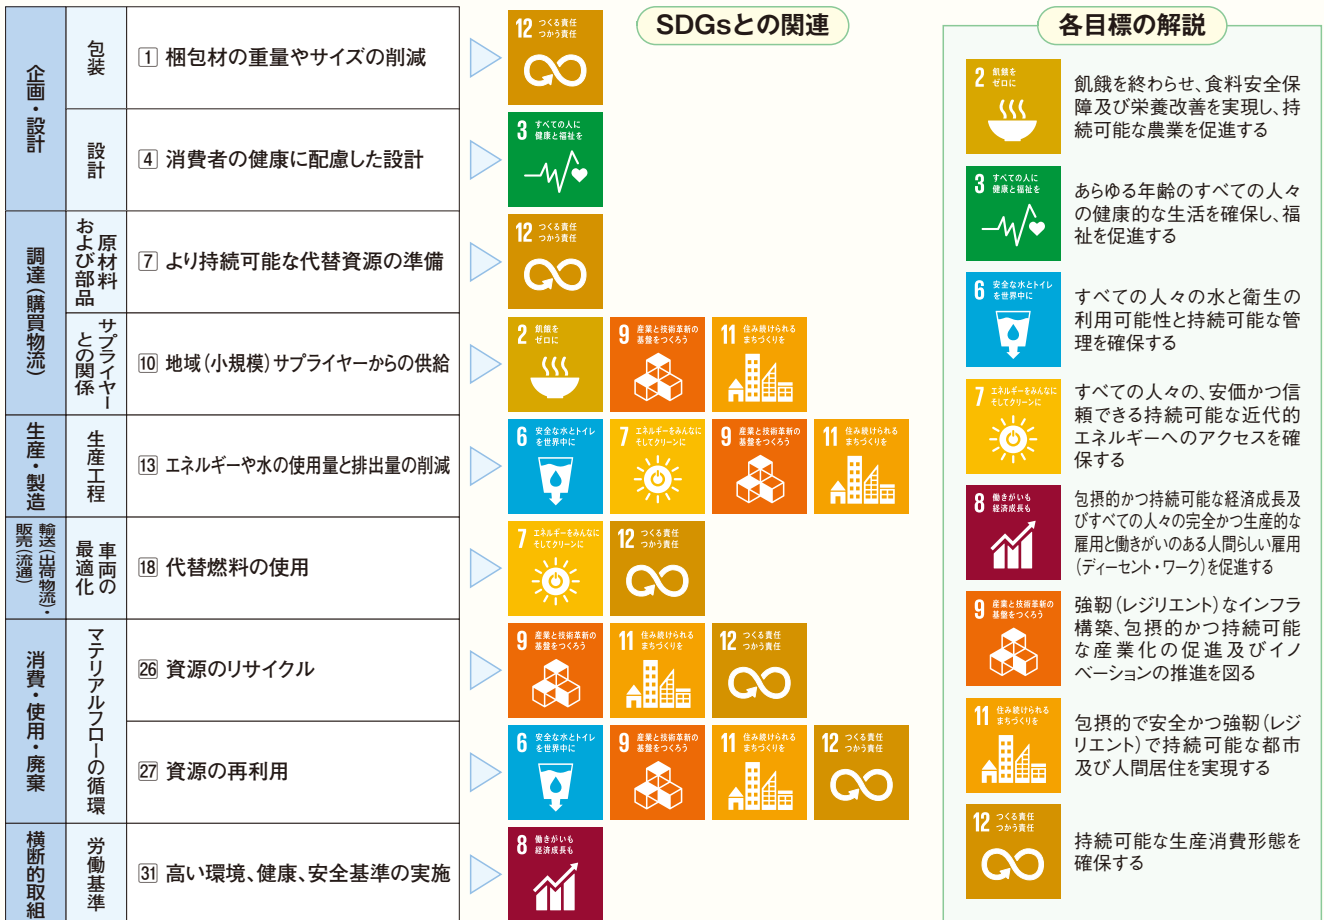 SDGsとの関連
企画・設計
包装
1 梱包材の重量やサイズの削減
12 つくる責任
つかう責任
設計
4 消費者の健康に配慮した設計
3 すべての人に
健康と福祉を
調達(購買物流)
原材料
および部品
7 より持続可能な代替資源の準備
12 つくる責任
つかう責任
サプライヤー
との関係
10 地域(小規模)サプライヤーからの供給
2 飢餓を
ゼロに
9 産業と技術革新の
基盤をつくろう
11 住み続けられる
まちづくりを
生産・製造
生産工程
13 エネルギーや水の使用量と排出量の削減
6 安全な水とトイレ
を世界中に
7 エネルギーをみんなに
そしてクリーンに
9 産業と技術革新の
基盤をつくろう
11 住み続けられる
まちづくりを
輸送(出荷物流)・
販売(流通)
車両の
最適化
18 代替燃料の使用
7 エネルギーをみんなに
そしてクリーンに
12 つくる責任
つかう責任
消費・使用・廃棄
マテリアルフローの循環
26 資源のリサイクル
9 産業と技術革新の
基盤をつくろう
11 住み続けられる
まちづくりを
12 つくる責任
つかう責任
27 資源の再利用
6 安全な水とトイレ
を世界中に
9 産業と技術革新の
基盤をつくろう
11 住み続けられる
まちづくりを
12 つくる責任
つかう責任
横断的取組
労働基準
31 高い環境、健康、安全基準の実施
8 働きがいも
経済成長も
各目標の解説
2 飢餓を
ゼロに
飢餓を終わらせ、食料安全保
障及び栄養改善を実現し、持
続可能な農業を促進する
3 すべての人に
健康と福祉を
あらゆる年齢のすべての人々
の健康的な生活を確保し、福
祉を促進する
6 安全な水とトイレ
を世界中に
すべての人々の水と衛生の
利用可能性と持続可能な管
理を確保する
7 エネルギーをみんなに
そしてクリーンに
すべての人々の、安価かつ信
頼できる持続可能な近代的
エネルギーへのアクセスを確
保する
8 働きがいも
経済成長も
包摂的かつ持続可能な経済成長及
びすべての人々の完全かつ生産的な
雇用と働きがいのある人間らしい雇用
(ディーセント・ワーク)を促進する
9 産業と技術革新の
基盤をつくろう
強靭(レジリエント)なインフラ
構築、包摂的かつ持続可能
な産業化の促進及びイノ
ベーションの推進を図る
11 住み続けられる
まちづくりを
包摂的で安全かつ強靭(レジ
リエント)で持続可能な都市
及び人間居住を実現する
12 つくる責任
つかう責任
持続可能な生産消費形態を
確保する